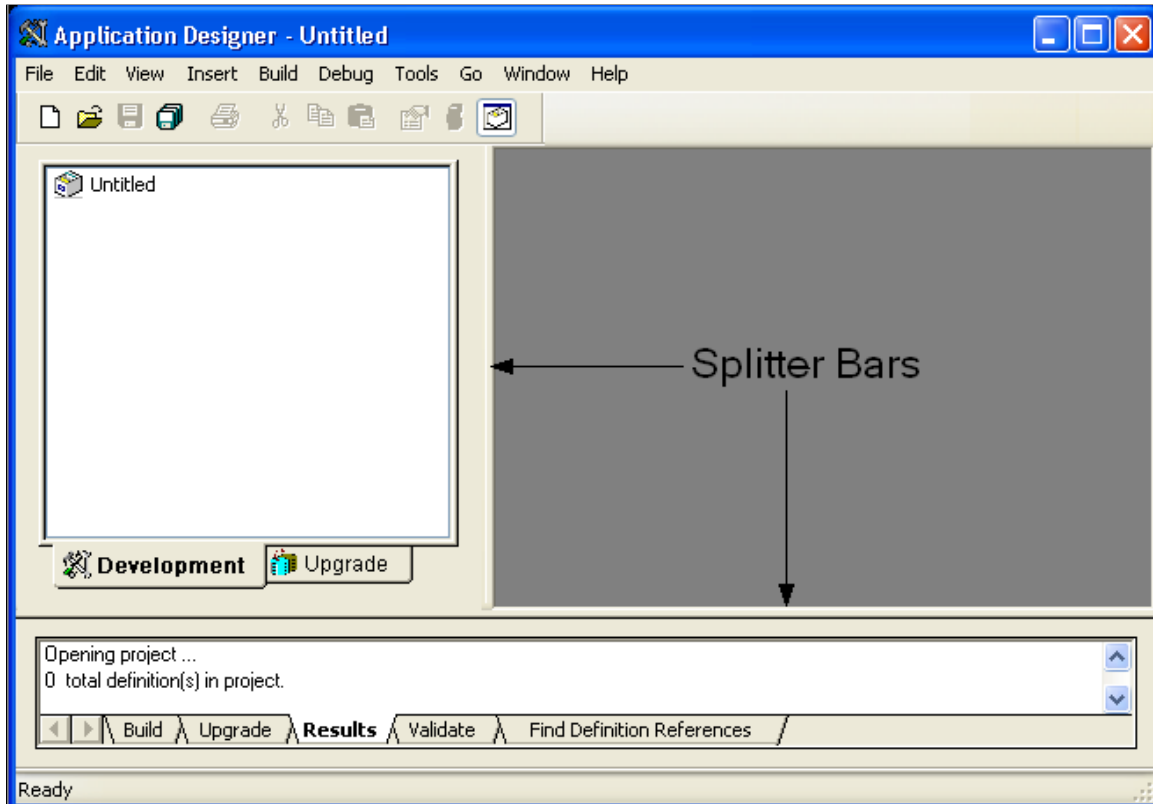 Application Designer - Untitled
File Edit View Insert Build Debug Tools Go Window Help
Untitled
Splitter Bars
Development Upgrade
Opening project ...
0 total definition(s) in project.
Build Upgrade Results Validate Find Definition References
Ready